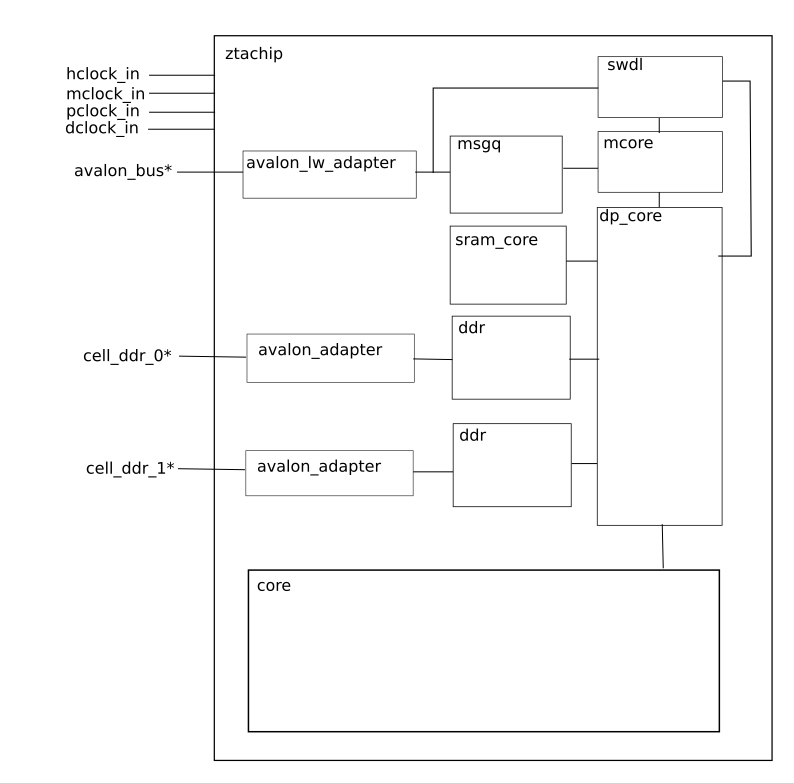 ztachip
hclock_in
mclock_in
pclock_in
dclock_in
swdl
avalon_bus*
avalon_lw_adapter
msgq
mcore
dp_core
sram_core
cell_ddr_0*
avalon_adapter
ddr
cell_ddr_1*
avalon_adapter
ddr
core